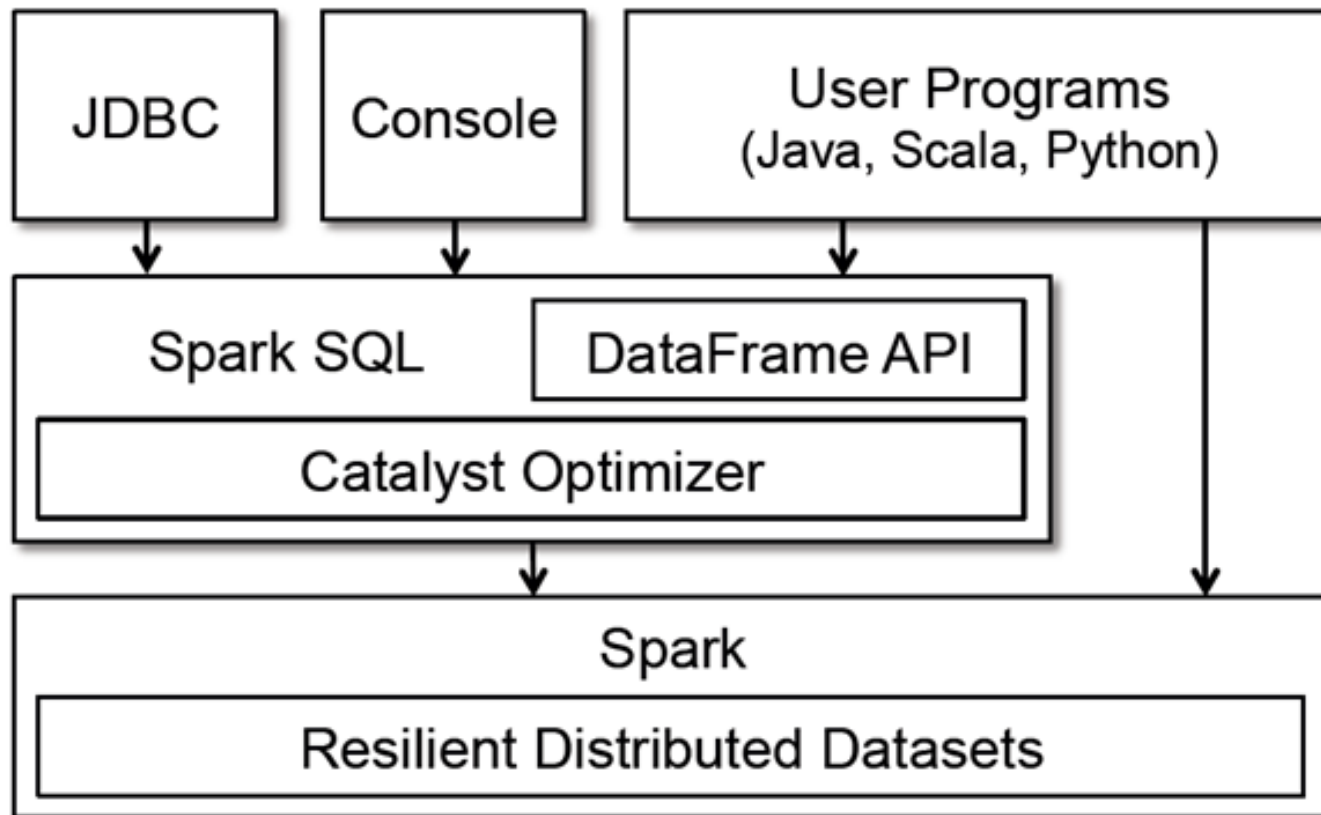 JDBC
Console
User Programs
(Java, Scala, Python)
Spark SQL
DataFrame API
Catalyst Optimizer
Spark
Resilient Distributed Datasets